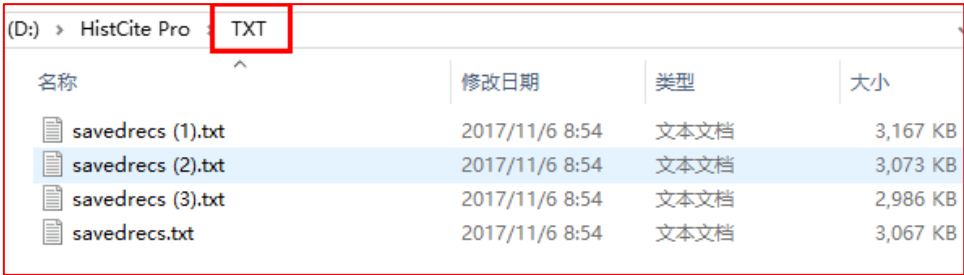 (D:) > HistCite Pro > TXT
名称 修改日期 类型 大小
savedrecs (1).txt 2017/11/6 8:54 文本文档 3,167 KB
savedrecs (2).txt 2017/11/6 8:54 文本文档 3,073 KB
savedrecs (3).txt 2017/11/6 8:54 文本文档 2,986 KB
savedrecs.txt 2017/11/6 8:54 文本文档 3,067 KB